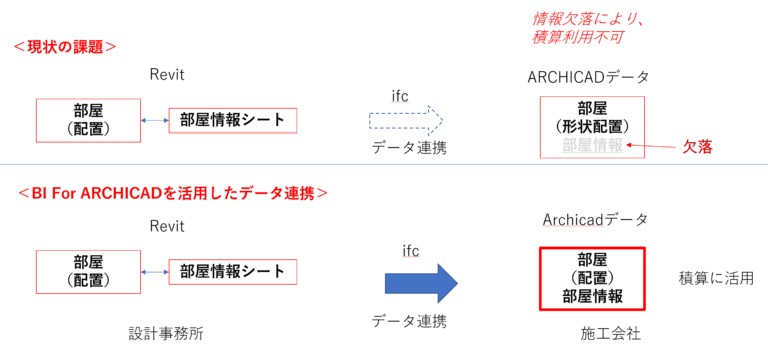 情報欠落により、
積算利用不可
＜現状の課題＞
Revit
ifc
ARCHICADデータ
部屋
（配置）
部屋情報シート
データ連携
部屋
（形状配置）
部屋情報
欠落
＜BI For ARCHICADを活用したデータ連携＞
Revit
ifc
Archicadデータ
部屋
（配置）
部屋情報シート
データ連携
部屋
（配置）
部屋情報
積算に活用
設計事務所
施工会社